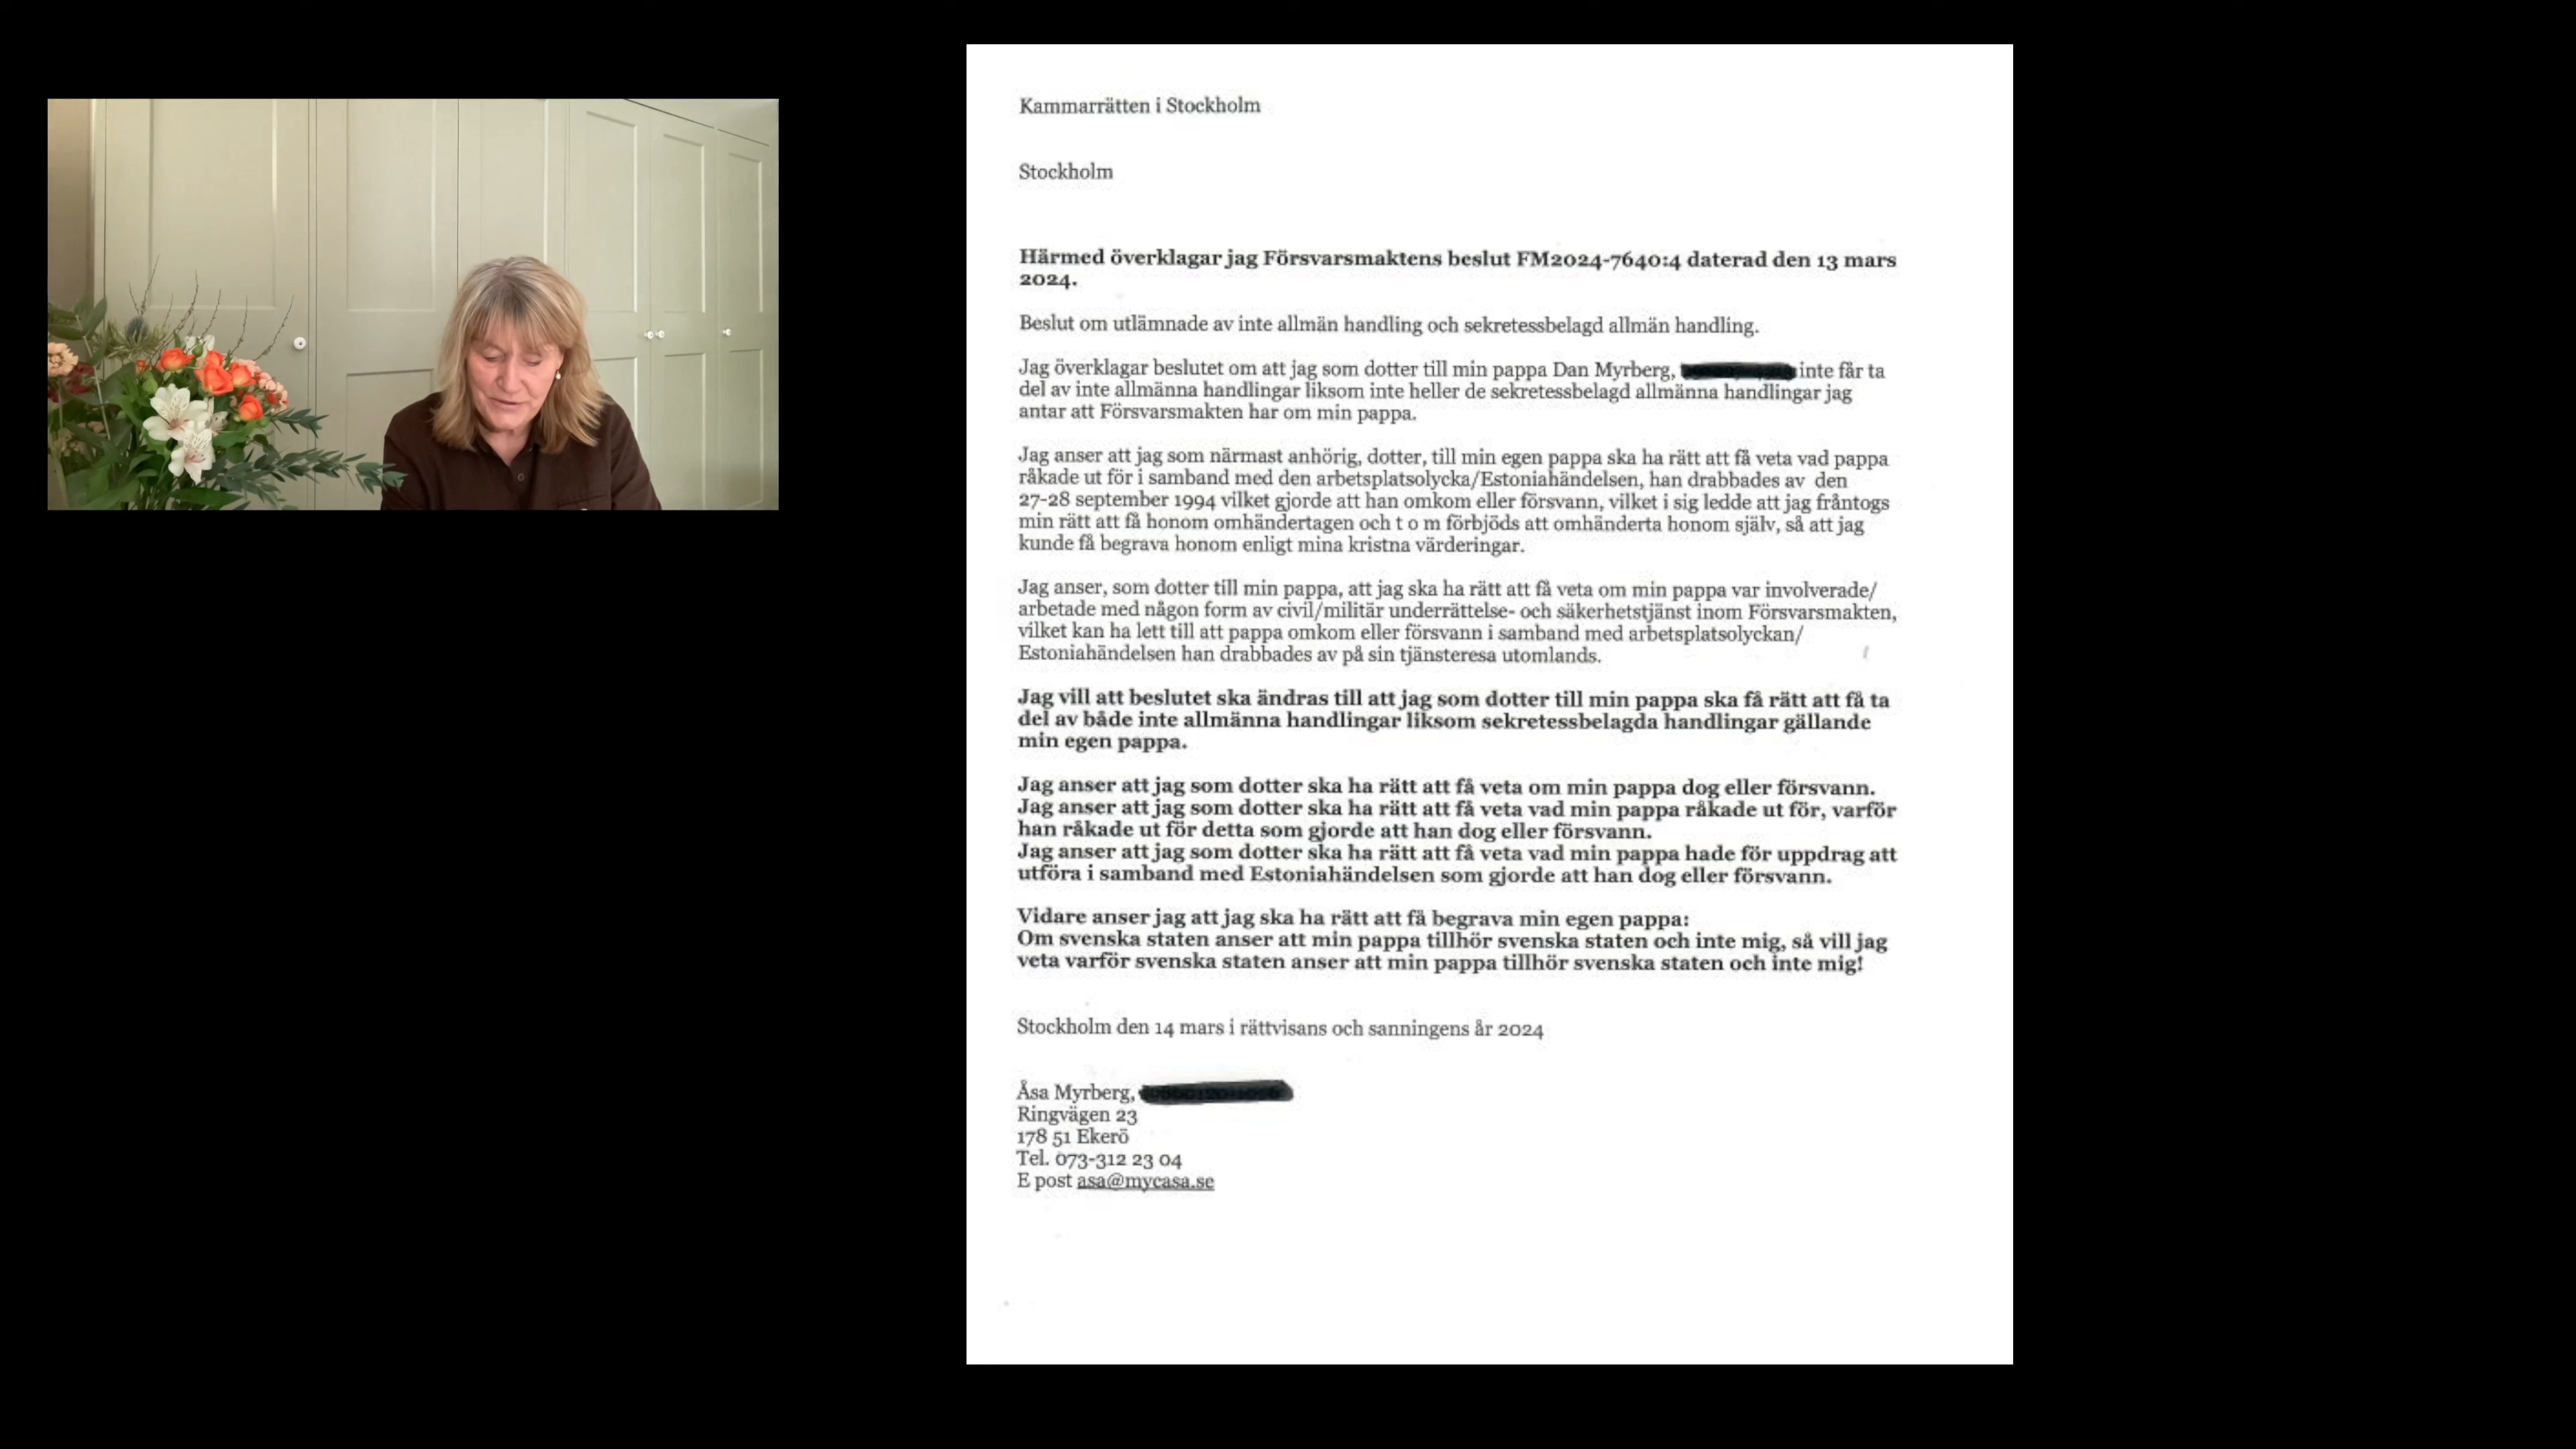 Kammarrätten i Stockholm
Stockholm
Härmed överklagar jag Försvarsmaktens beslut FM2024-7640:4 daterad den 13 mars
2024.
Beslut om utlämnade av inte allmän handling och sekretessbelagd allmän handling.
Jag överklagar beslutet om att jag som dotter till min pappa Dan Myrberg, inte får ta
del av inte allmänna handlingar liksom inte heller de sekretessbelagd allmänna handlingar jag
antar att Försvarsmakten har om min pappa.
Jag anser att jag som närmast anhörig, dotter, till min egen pappa ska ha rätt att få veta vad pappa
råkade ut för i samband med den arbetsplatsolycka/Estoniahändelsen, han drabbades av den
27-28 september 1994 vilket gjorde att han omkom eller försvann, vilket i sig ledde att jag fråntogs
min rätt att få honom omhändertagen och t o m förbjöds att omhänderta honom själv, så att jag
kunde få begrava honom enligt mina kristna värderingar.
Jag anser, som dotter till min pappa, att jag ska ha rätt att få veta om min pappa var involverade/
arbetade med någon form av civil/militär underrättelse- och säkerhetstjänst inom Försvarsmakten,
vilket kan ha lett till att pappa omkom eller försvann i samband med arbetsplatsolyckan/
Estoniahändelsen han drabbades av på sin tjänsteresa utomlands.
Jag vill att beslutet ska ändras till att jag som dotter till min pappa ska få rätt att få ta
del av både inte allmänna handlingar liksom sekretessbelagda handlingar gällande
min egen pappa.
Jag anser att jag som dotter ska ha rätt att få veta om min pappa dog eller försvann.
Jag anser att jag som dotter ska ha rätt att få veta vad min pappa råkade ut för, varför
han råkade ut för detta som gjorde att han dog eller försvann.
Jag anser att jag som dotter ska ha rätt att få veta vad min pappa hade för uppdrag att
utföra i samband med Estoniahändelsen som gjorde att han dog eller försvann.
Vidare anser jag att jag ska ha rätt att få begrava min egen pappa:
Om svenska staten anser att min pappa tillhör svenska staten och inte mig, så vill jag
veta varför svenska staten anser att min pappa tillhör svenska staten och inte mig!
Stockholm den 14 mars i rättvisans och sanningens år 2024
Åsa Myrberg,
Ringvägen 23
178 51 Ekerö
Tel. 073-312 23 04
E post asa@mycasa.se